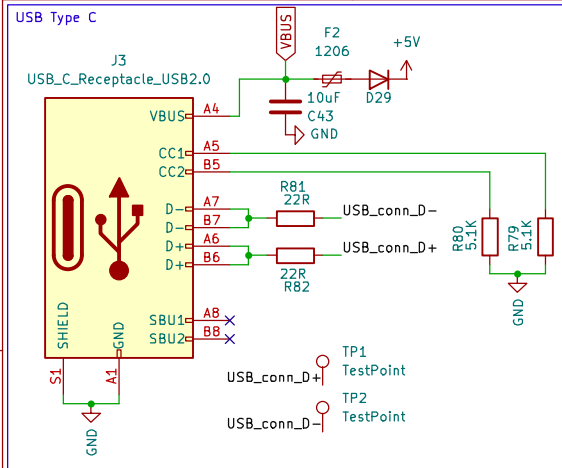 USB Type C
VBUS
F2
1206
+5V
J3
USB_C_Receptacle_USB2.0
D29
10uF
C43
GND
VBUS
A4
CC1
A5
CC2
B5
D-
A7
D-
B7
D+
A6
D+
B6
R81
22R
USB_conn_D-
USB_conn_D+
22R
R82
R80
5.1K
R79
5.1K
GND
SHIELD
GND
SBU1
A8
SBU2
B8
S1
A1
GND
TP1
TestPoint
USB_conn_D+
TP2
TestPoint
USB_conn_D-